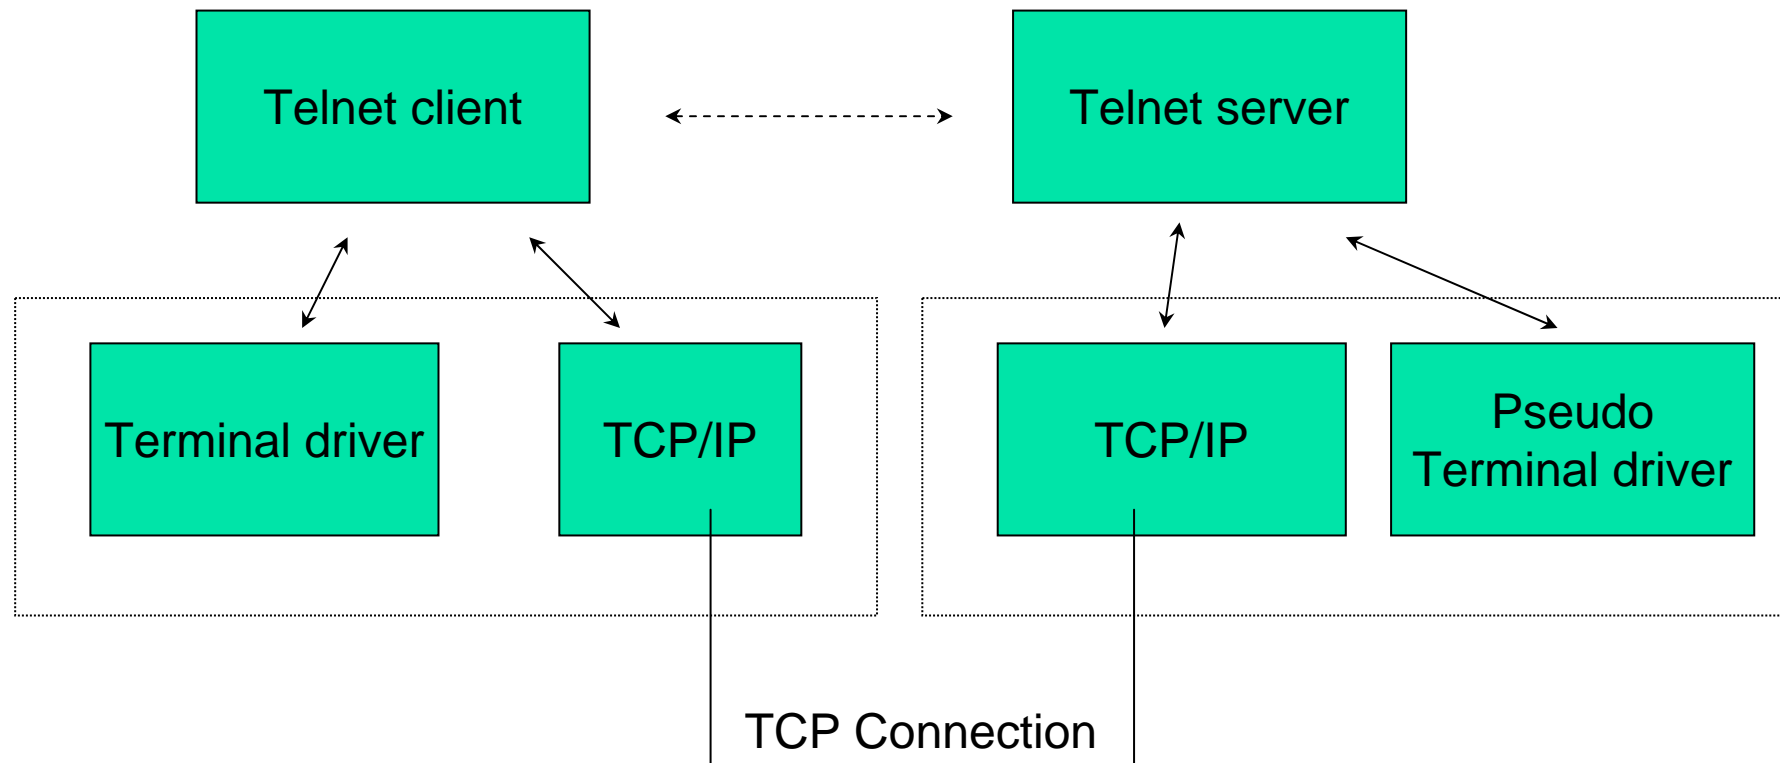 Telnet client
Telnet server
Terminal driver
TCP/IP
TCP/IP
Pseudo
Terminal driver
TCP Connection